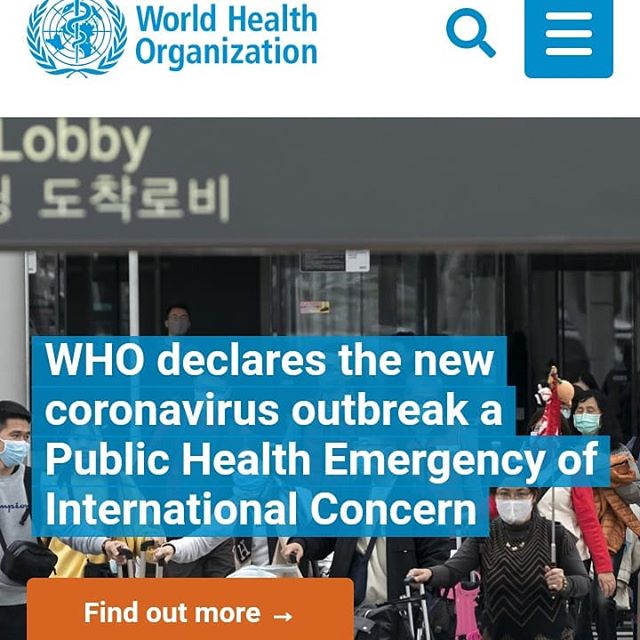 World Health
Organization
Lobby
도착로비
WHO declares the new
coronavirus outbreak a
Public Health Emergency of
International Concern
Find out more →